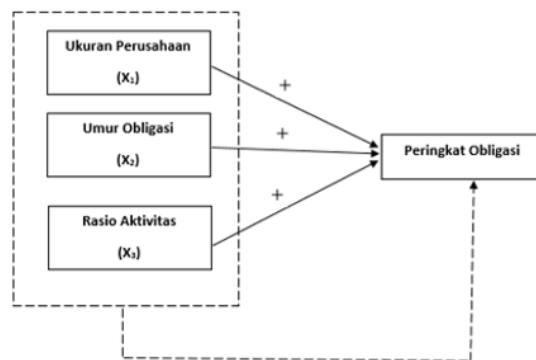 Ukuran Perusahaan
(X₁)
+
Umur Obligasi
(X₂)
+
Peringkat Obligasi
Rasio Aktivitas
(X₃)
+